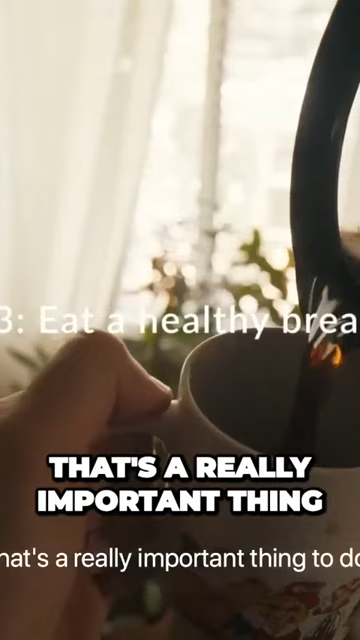 3: Eat a healthy brea
THAT'S A REALLY
IMPORTANT THING
hat's a really important thing to do